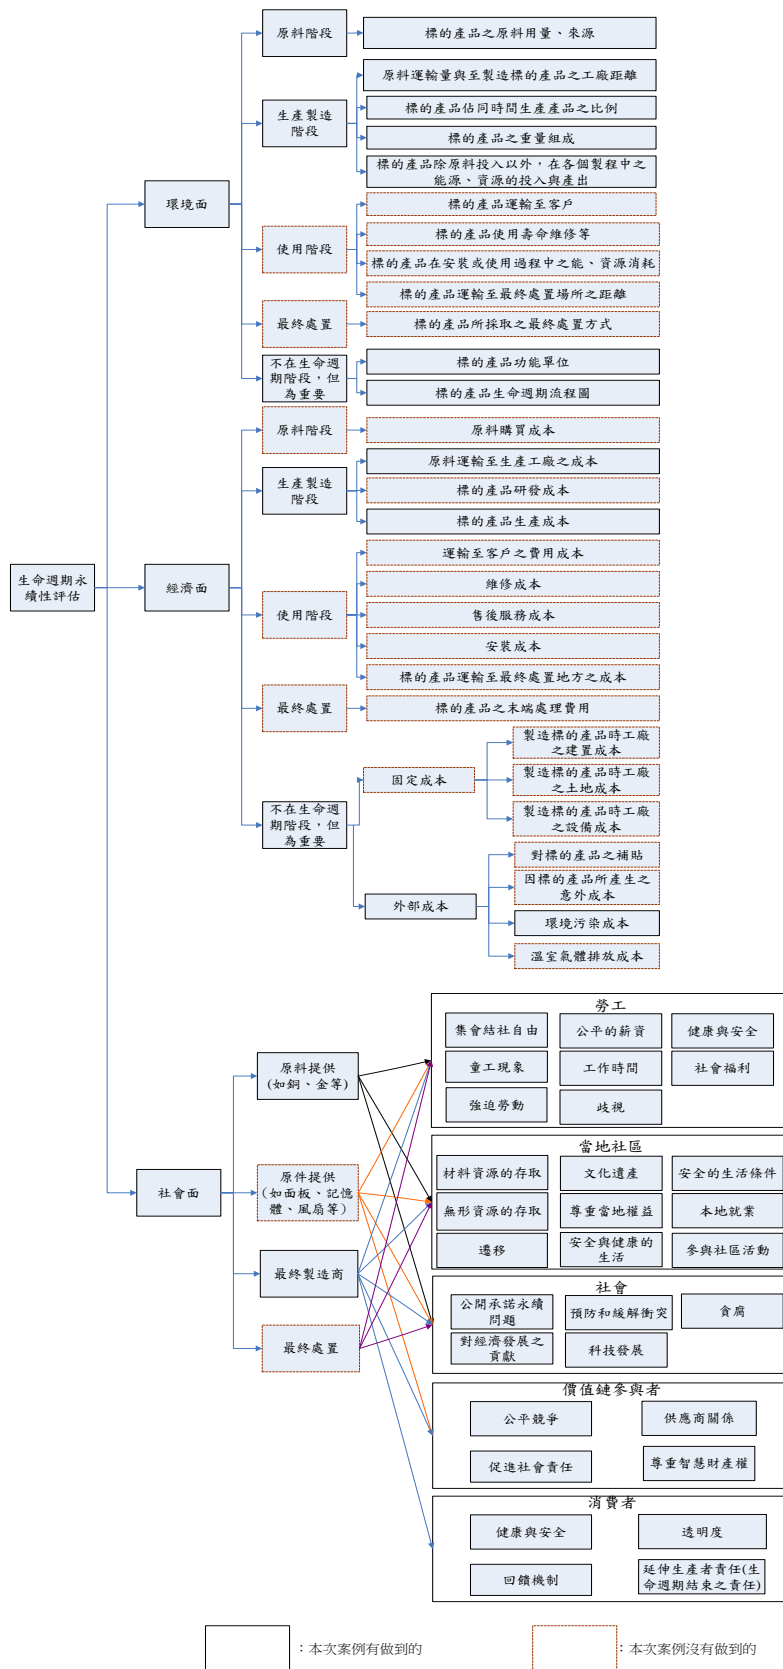 生命週期永
續性評估
環境面
原料階段
標的產品之原料用量、來源
生產製造
階段
原料運輸量與至製造標的產品之工廠距離
標的產品佔同時間生產產品之比例
標的產品之重量組成
標的產品除原料投入以外，在各個製程中之
能源、資源的投入與產出
使用階段
標的產品運輸至客戶
標的產品使用壽命維修等
標的產品在安裝或使用過程中之能、資源消耗
標的產品運輸至最終處置場所之距離
最終處置
標的產品所採取之最終處置方式
不在生命週
期階段，但
為重要
標的產品功能單位
標的產品生命週期流程圖
經濟面
原料階段
原料購買成本
生產製造
階段
原料運輸至生產工廠之成本
標的產品研發成本
標的產品生產成本
使用階段
運輸至客戶之費用成本
維修成本
售後服務成本
安裝成本
標的產品運輸至最終處置地方之成本
最終處置
標的產品之末端處理費用
不在生命週
期階段，但
為重要
固定成本
製造標的產品時工廠
之建置成本
製造標的產品時工廠
之土地成本
製造標的產品時工廠
之設備成本
外部成本
對標的產品之補貼
因標的產品所產生之
意外成本
環境污染成本
溫室氣體排放成本
社會面
原料提供
(如銅、金等)
原件提供
(如面板、記憶
體、風扇等)
最終製造商
最終處置
勞工
集會結社自由
公平的薪資
健康與安全
童工現象
工作時間
社會福利
強迫勞動
歧視
當地社區
材料資源的存取
文化遺產
安全的生活條件
無形資源的存取
尊重當地權益
本地就業
遷移
安全與健康的
生活
參與社區活動
社會
公開承諾永續
問題
預防和緩解衝突
貪腐
對經濟發展之
貢獻
科技發展
價值鏈參與者
公平競爭
供應商關係
促進社會責任
尊重智慧財產權
消費者
健康與安全
透明度
回饋機制
延伸生產者責任(生
命週期結束之責任)
：本次案例有做到的
：本次案例沒有做到的